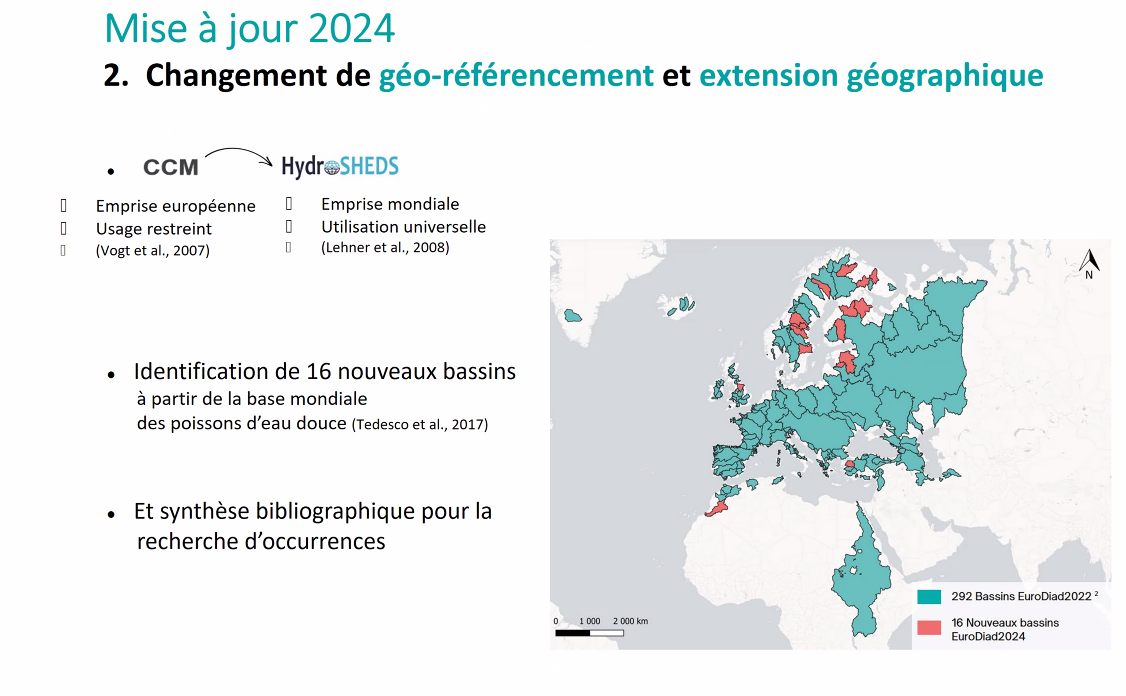 Mise à jour 2024
2. Changement de géo-référencement et extension géographique
• CCM HydroSHEDS
Emprise européenne
Usage restreint
(Vogt et al., 2007)
Emprise mondiale
Utilisation universelle
(Lehner et al., 2008)
• Identification de 16 nouveaux bassins
à partir de la base mondiale
des poissons d’eau douce (Tedesco et al., 2017)
• Et synthèse bibliographique pour la
recherche d’occurrences
N
0 1 000 2 000 km
292 Bassins EuroDiad2022 ²
16 Nouveaux bassins
EuroDiad2024